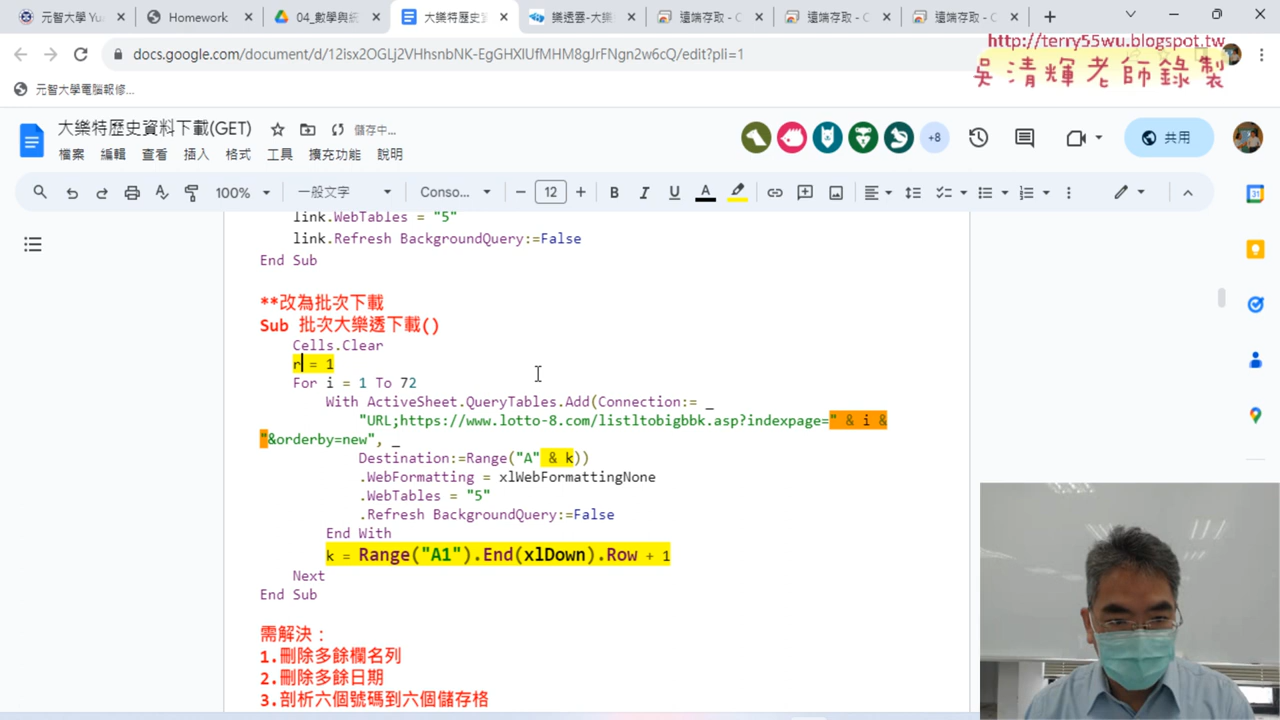 元智大學 Yu
Homework
04_數學與統
大樂特歷史資
樂透雲-大樂
遠端存取 - C
遠端存取 - C
遠端存取 - C
docs.google.com/document/d/12isx2OGLj2VHhsnbNK-EgGHXlUfMHM8gJrFNgn2w6cQ/edit?pli=1
http://terry55wu.blogspot.tw
吳清輝老師錄製
元智大學電腦報修...
大樂特歷史資料下載(GET)
儲存中...
+8
共用
檔案 編輯 查看 插入 格式 工具 擴充功能 說明
100% 一般文字 Conso... 12 B I U A
link.WebTables = "5"
link.Refresh BackgroundQuery:=False
End Sub
**改為批次下載
Sub 批次大樂透下載()
Cells.Clear
r = 1
For i = 1 To 72
With ActiveSheet.QueryTables.Add(Connection:= _
"URL;https://www.lotto-8.com/listltobigbbk.asp?indexpage=" & i &
"&orderby=new", _
Destination:=Range("A" & k))
.WebFormatting = xlWebFormattingNone
.WebTables = "5"
.Refresh BackgroundQuery:=False
End With
k = Range("A1").End(xlDown).Row + 1
Next
End Sub
需解決：
1.刪除多餘欄名列
2.刪除多餘日期
3.剖析六個號碼到六個儲存格